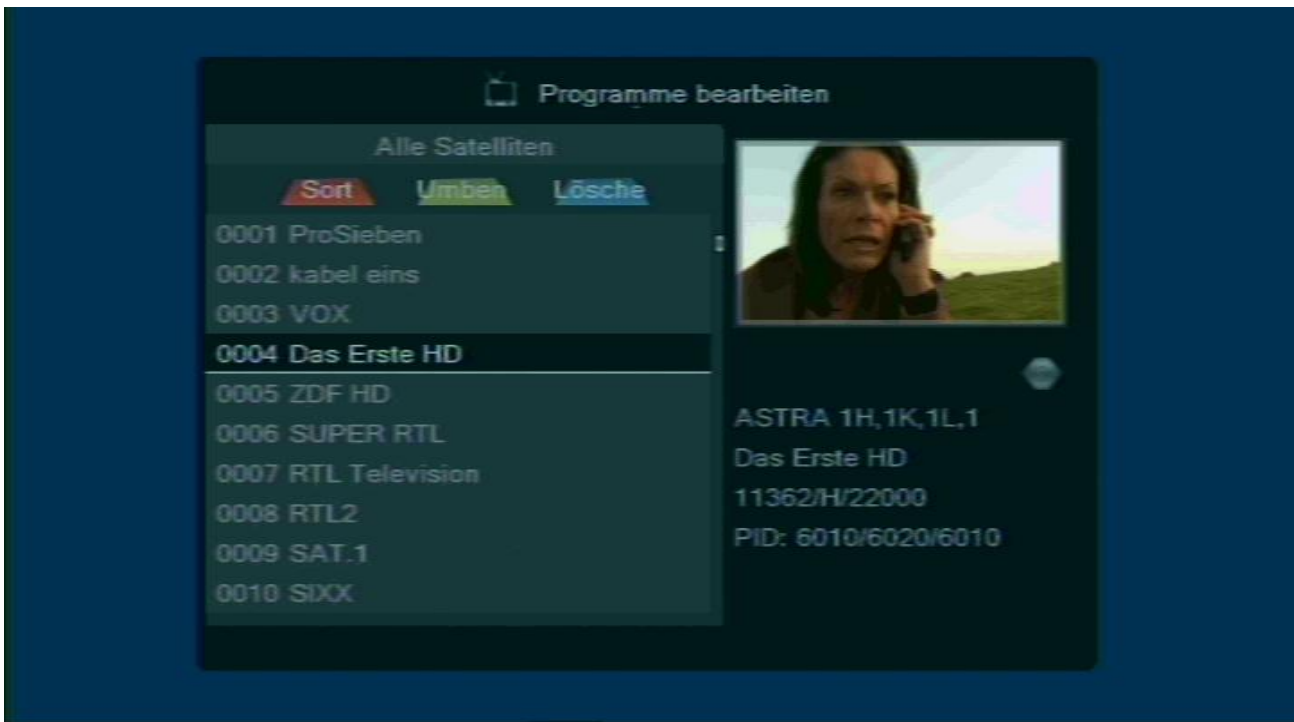 Programme bearbeiten
Alle Satelliten
Sort Umben Lösche
0001 ProSieben
0002 kabel eins
0003 VOX
0004 Das Erste HD
0005 ZDF HD
0006 SUPER RTL
0007 RTL Television
0008 RTL2
0009 SAT.1
0010 SIXX
ASTRA 1H,1K,1L,1
Das Erste HD
11362/H/22000
PID: 6010/6020/6010